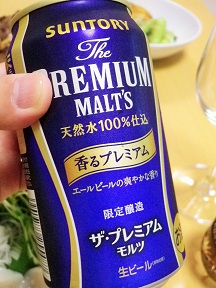 SUNTORY
The
PREMIUM
MALT'S
天然水100%仕込
香るプレミアム
エールビールの爽やかな香り
限定醸造
ザ・プレミアム
モルツ
生ビール
お